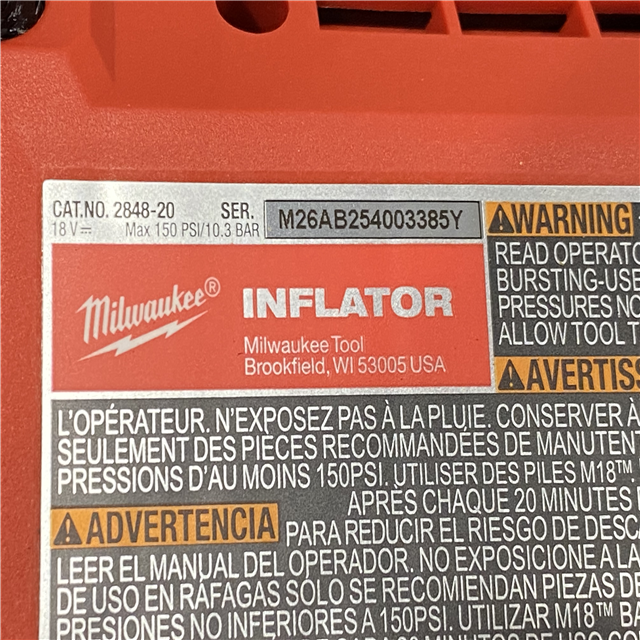 CAT.NO. 2848-20 SER. M26AB254003385Y
18 V⎓ Max 150 PSI/10.3 BAR
Milwaukee® INFLATOR
Milwaukee Tool
Brookfield, WI 53005 USA
⚠WARNING
READ OPERATO
BURSTING-USE
PRESSURES NO
ALLOW TOOL T
⚠AVERTISS
L'OPÉRATEUR. N'EXPOSEZ PAS À LA PLUIE. CONSERVER À
SEULEMENT DES PIÈCES RECOMMANDÉES DE MANUTEN
PRESSIONS D'AU MOINS 150PSI. UTILISER DES PILES M18™.
APRÈS CHAQUE 20 MINUTES
⚠ADVERTENCIA PARA REDUCIR EL RIESGO DE DESC
LEER EL MANUAL DEL OPERADOR. NO EXPOSICIONE A LA
DE USO EN RÁFAGAS SÓLO SE RECOMIENDAN PIEZAS D
PRESIONES NO INFERIORES A 150PSI. UTILIZAR M18™ BA